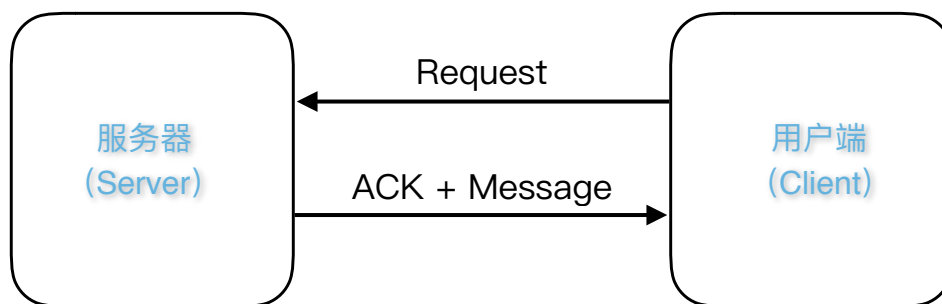 Request
服务器
(Server)
用户端
(Client)
ACK + Message